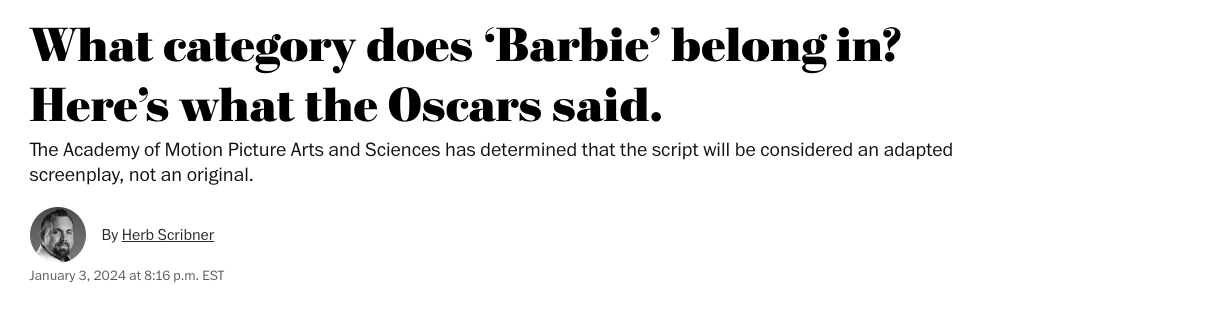 What category does ‘Barbie’ belong in?
Here’s what the Oscars said.
The Academy of Motion Picture Arts and Sciences has determined that the script will be considered an adapted
screenplay, not an original.
By Herb Scribner
January 3, 2024 at 8:16 p.m. EST